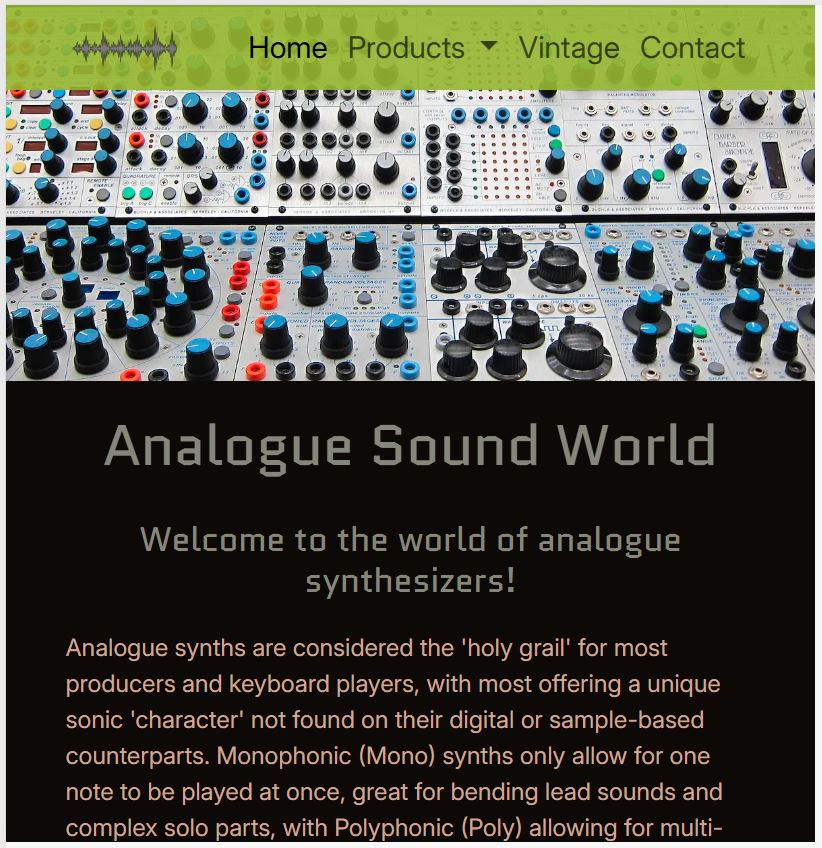 Home Products Vintage Contact
Analogue Sound World
Welcome to the world of analogue
synthesizers!
Analogue synths are considered the 'holy grail' for most
producers and keyboard players, with most offering a unique
sonic 'character' not found on their digital or sample-based
counterparts. Monophonic (Mono) synths only allow for one
note to be played at once, great for bending lead sounds and
complex solo parts, with Polyphonic (Poly) allowing for multi-